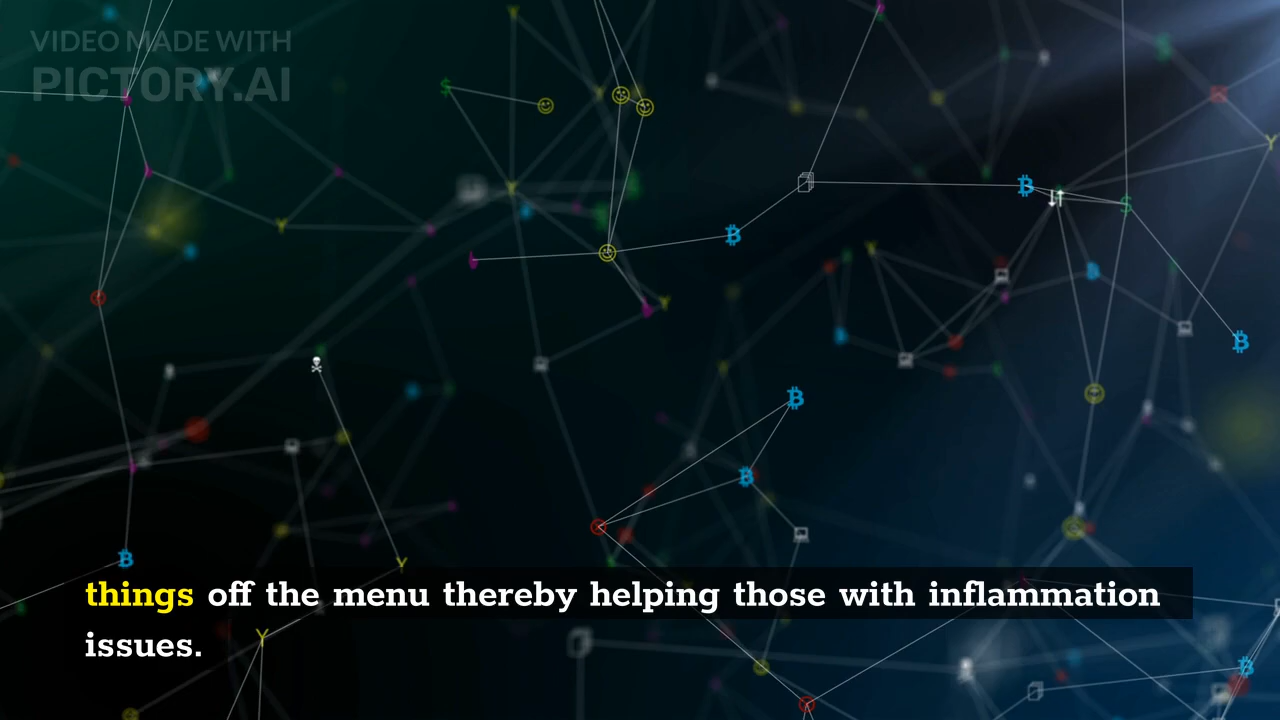 VIDEO MADE WITH
PICTORY.AI
things off the menu thereby helping those with inflammation
issues.